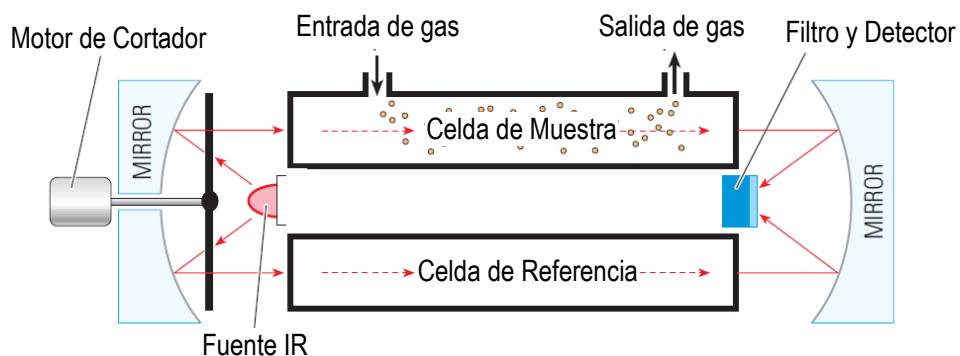 Motor de Cortador
Entrada de gas
Salida de gas
Filtro y Detector
MIRROR
Celda de Muestra
MIRROR
Celda de Referencia
Fuente IR